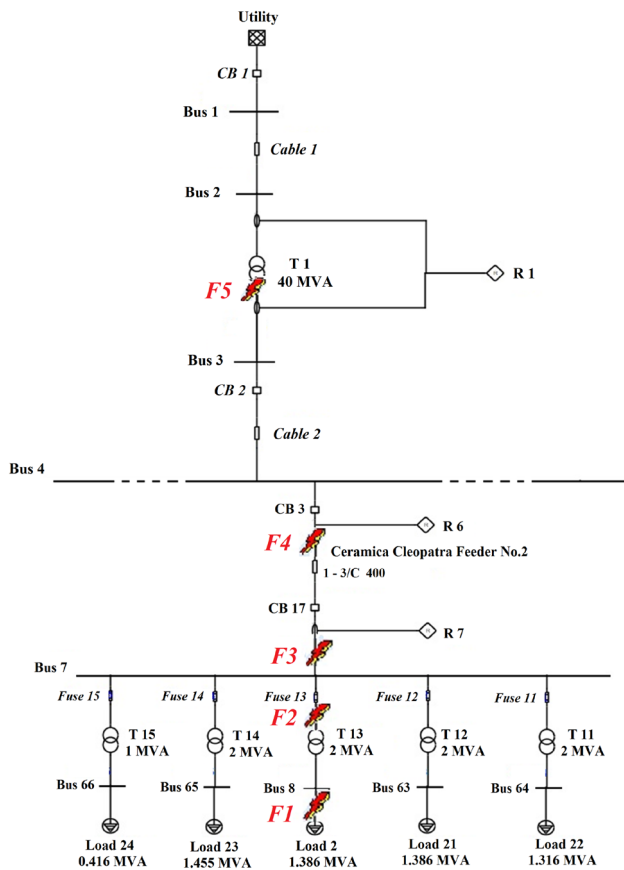 Utility
CB 1
Bus 1
Cable 1
Bus 2
T 1
40 MVA
R 1
F5
Bus 3
CB 2
Cable 2
Bus 4
CB 3
R 6
F4
Ceramica Cleopatra Feeder No.2
1 - 3/C 400
CB 17
R 7
F3
Bus 7
Fuse 15
Fuse 14
Fuse 13
Fuse 12
Fuse 11
F2
T 15
1 MVA
T 14
2 MVA
T 13
2 MVA
T 12
2 MVA
T 11
2 MVA
Bus 66
Bus 65
Bus 8
Bus 63
Bus 64
F1
Load 24
0.416 MVA
Load 23
1.455 MVA
Load 2
1.386 MVA
Load 21
1.386 MVA
Load 22
1.316 MVA